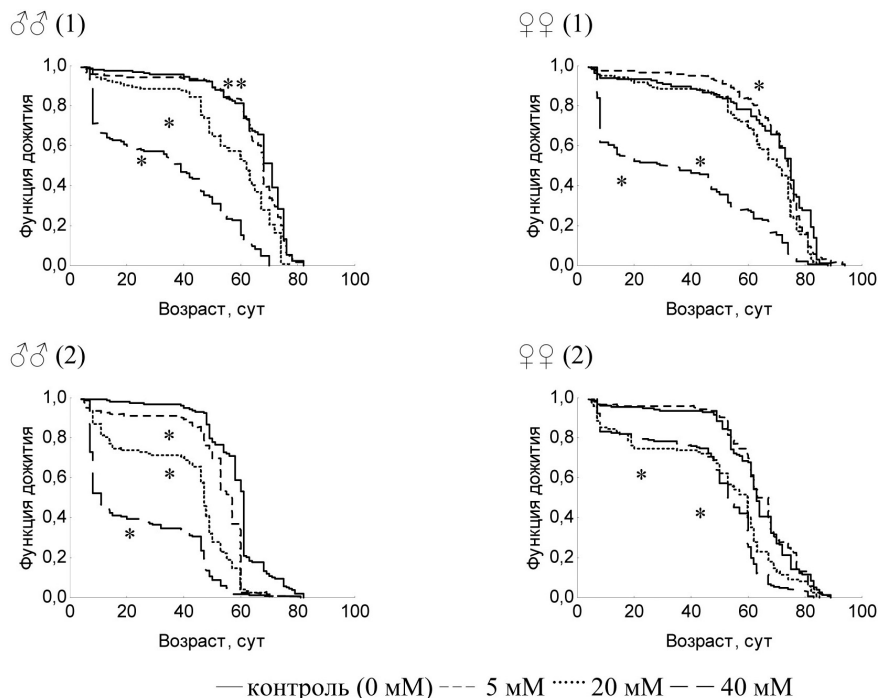 ♂♂ (1)
1,0
0,8
0,6
0,4
0,2
0,0
Функция дожития
** * *
0 20 40 60 80 100
Возраст, сут
♀♀ (1)
1,0
0,8
0,6
0,4
0,2
0,0
Функция дожития
* * *
0 20 40 60 80 100
Возраст, сут
♂♂ (2)
1,0
0,8
0,6
0,4
0,2
0,0
Функция дожития
* * *
0 20 40 60 80 100
Возраст, сут
♀♀ (2)
1,0
0,8
0,6
0,4
0,2
0,0
Функция дожития
* *
0 20 40 60 80 100
Возраст, сут
контроль (0 мМ) 5 мМ 20 мМ 40 мМ